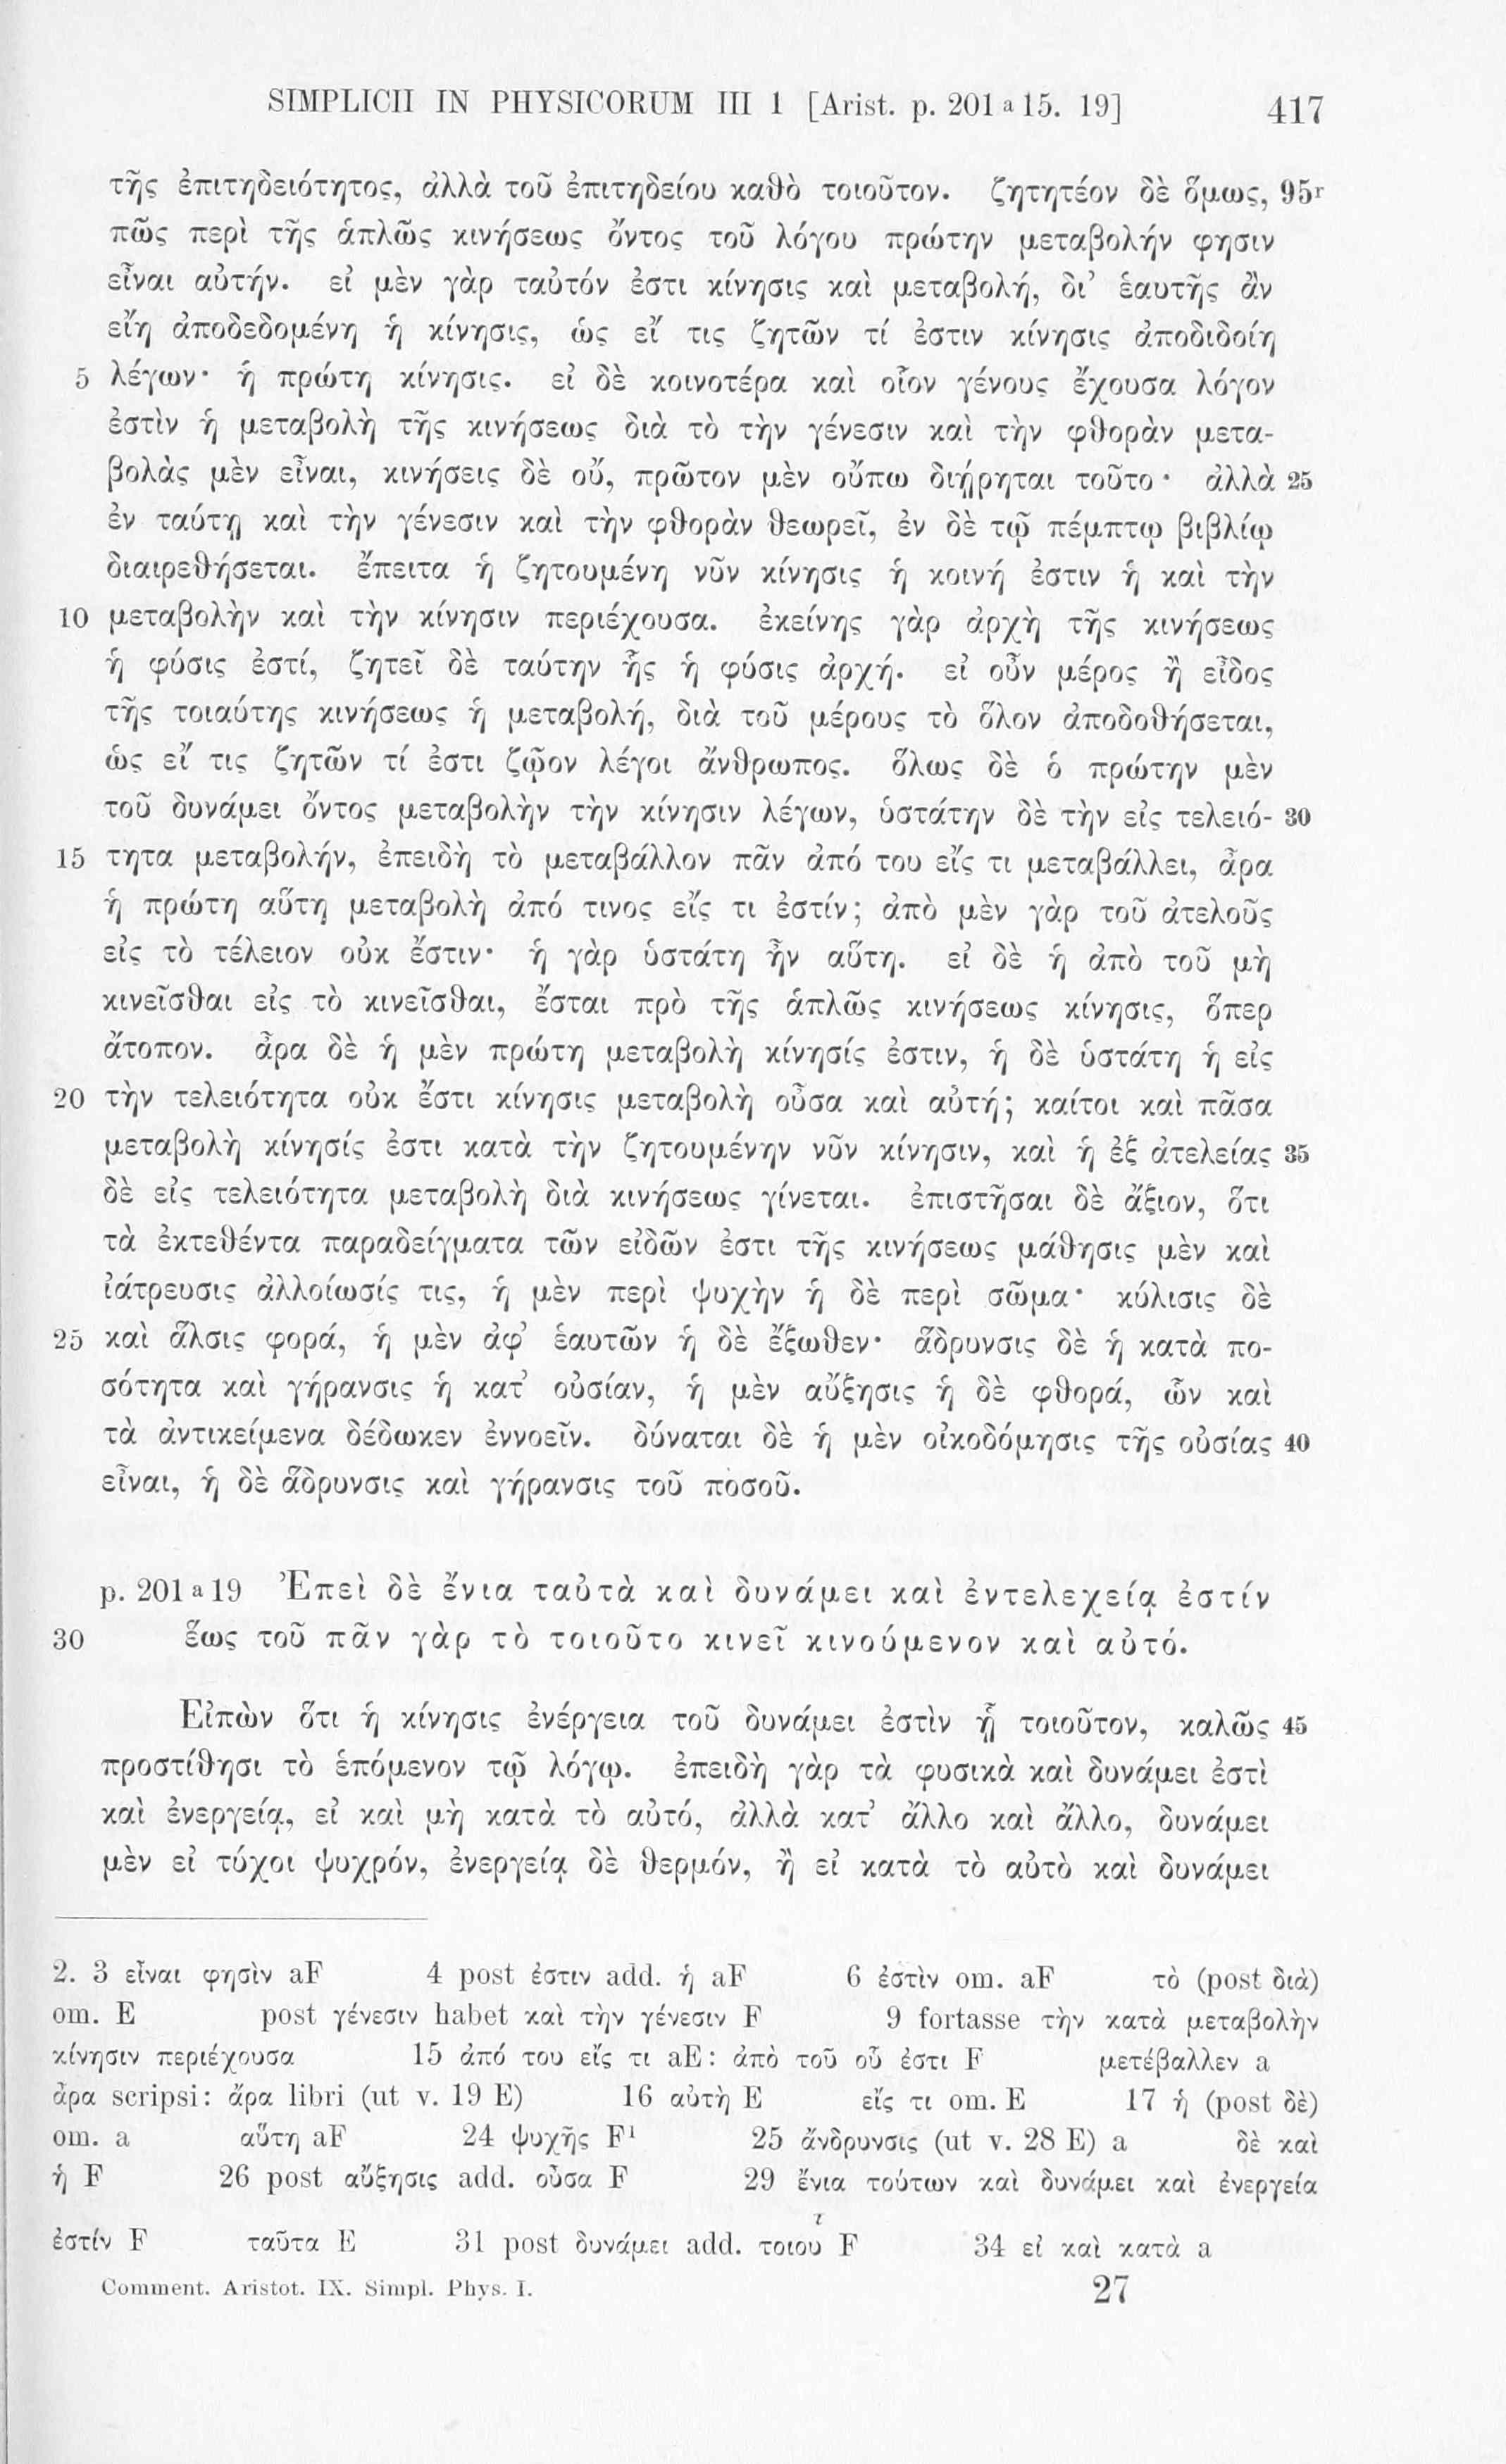 SIMPLICII IN PHYSICORUM III 1 [Arist. p. 201 a 15. 19] 417
τῆς ἐπιτηδειότητος, ἀλλὰ τοῦ ἐπιτηδείου καθὸ τοιοῦτον. ζητητέον δὲ ὅμως, 95r
πῶς περὶ τῆς ἁπλῶς κινήσεως ὄντος τοῦ λόγου πρώτην μεταβολήν φησιν
εἶναι αὐτήν. εἰ μὲν γὰρ ταὐτόν ἐστι κίνησις καὶ μεταβολή, δι’ ἑαυτῆς ἂν
εἴη ἀποδεδομένη ἡ κίνησις, ὡς εἴ τις ζητῶν τί ἐστιν κίνησις ἀποδιδοίη
5 λέγων· ἡ πρώτη κίνησις. εἰ δὲ κοινοτέρα καὶ οἷον γένους ἔχουσα λόγον
ἐστὶν ἡ μεταβολὴ τῆς κινήσεως διὰ τὸ τὴν γένεσιν καὶ τὴν φθορὰν μετα-
βολὰς μὲν εἶναι, κινήσεις δὲ οὔ, πρῶτον μὲν οὔπω διῄρηται τοῦτο· ἀλλὰ 25
ἐν ταύτῃ καὶ τὴν γένεσιν καὶ τὴν φθορὰν θεωρεῖ, ἐν δὲ τῷ πέμπτῳ βιβλίῳ
διαιρεθήσεται. ἔπειτα ἡ ζητουμένη νῦν κίνησις ἡ κοινή ἐστιν ἡ καὶ τὴν
10 μεταβολὴν καὶ τὴν κίνησιν περιέχουσα. ἐκείνης γὰρ ἀρχὴ τῆς κινήσεως
ἡ φύσις ἐστί, ζητεῖ δὲ ταύτην ἧς ἡ φύσις ἀρχή. εἰ οὖν μέρος ἢ εἶδος
τῆς τοιαύτης κινήσεως ἡ μεταβολή, διὰ τοῦ μέρους τὸ ὅλον ἀποδοθήσεται,
ὡς εἴ τις ζητῶν τί ἐστι ζῷον λέγοι ἄνθρωπος. ὅλως δὲ ὁ πρώτην μὲν
τοῦ δυνάμει ὄντος μεταβολὴν τὴν κίνησιν λέγων, ὑστάτην δὲ τὴν εἰς τελειό- 30
15 τητα μεταβολήν, ἐπειδὴ τὸ μεταβάλλον πᾶν ἀπό του εἴς τι μεταβάλλει, ἆρα
ἡ πρώτη αὕτη μεταβολὴ ἀπό τινος εἴς τι ἐστίν; ἀπὸ μὲν γὰρ τοῦ ἀτελοῦς
εἰς τὸ τέλειον οὐκ ἔστιν· ἡ γὰρ ὑστάτη ἦν αὕτη. εἰ δὲ ἡ ἀπὸ τοῦ μὴ
κινεῖσθαι εἰς τὸ κινεῖσθαι, ἔσται πρὸ τῆς ἁπλῶς κινήσεως κίνησις, ὅπερ
ἄτοπον. ἆρα δὲ ἡ μὲν πρώτη μεταβολὴ κίνησίς ἐστιν, ἡ δὲ ὑστάτη ἡ εἰς
20 τὴν τελειότητα οὐκ ἔστι κίνησις μεταβολὴ οὖσα καὶ αὐτή; καίτοι καὶ πᾶσα
μεταβολὴ κίνησίς ἐστι κατὰ τὴν ζητουμένην νῦν κίνησιν, καὶ ἡ ἐξ ἀτελείας 35
δὲ εἰς τελειότητα μεταβολὴ διὰ κινήσεως γίνεται. ἐπιστῆσαι δὲ ἄξιον, ὅτι
τὰ ἐκτεθέντα παραδείγματα τῶν εἰδῶν ἐστι τῆς κινήσεως μάθησις μὲν καὶ
ἰάτρευσις ἀλλοίωσίς τις, ἡ μὲν περὶ ψυχὴν ἡ δὲ περὶ σῶμα· κύλισις δὲ
25 καὶ ἅλσις φορά, ἡ μὲν ἀφ’ ἑαυτῶν ἡ δὲ ἔξωθεν· ἅδρυνσις δὲ ἡ κατὰ πο-
σότητα καὶ γήρανσις ἡ κατ’ οὐσίαν, ἡ μὲν αὔξησις ἡ δὲ φθορά, ὧν καὶ
τὰ ἀντικείμενα δέδωκεν ἐννοεῖν. δύναται δὲ ἡ μὲν οἰκοδόμησις τῆς οὐσίας 40
εἶναι, ἡ δὲ ἅδρυνσις καὶ γήρανσις τοῦ ποσοῦ.
p. 201 a 19 Ἐπεὶ δὲ ἔνια ταὐτὰ καὶ δυνάμει καὶ ἐντελεχείᾳ ἐστίν
30 ἕως τοῦ πᾶν γὰρ τὸ τοιοῦτο κινεῖ κινούμενον καὶ αὐτό.
Εἰπὼν ὅτι ἡ κίνησις ἐνέργεια τοῦ δυνάμει ἐστὶν ᾗ τοιοῦτον, καλῶς 45
προστίθησι τὸ ἑπόμενον τῷ λόγῳ. ἐπειδὴ γὰρ τὰ φυσικὰ καὶ δυνάμει ἐστὶ
καὶ ἐνεργείᾳ, εἰ καὶ μὴ κατὰ τὸ αὐτό, ἀλλὰ κατ’ ἄλλο καὶ ἄλλο, δυνάμει
μὲν εἰ τύχοι ψυχρόν, ἐνεργείᾳ δὲ θερμόν, ἢ εἰ κατὰ τὸ αὐτὸ καὶ δυνάμει
2. 3 εἶναι φησὶν aF 4 post ἐστιν add. ἡ aF 6 ἐστὶν om. aF τὸ (post διὰ)
om. E post γένεσιν habet καὶ τὴν γένεσιν F 9 fortasse τὴν κατὰ μεταβολὴν
κίνησιν περιέχουσα 15 ἀπό του εἴς τι aE: ἀπὸ τοῦ οὗ ἐστι F μετέβαλλεν a
ἆρα scripsi: ἄρα libri (ut v. 19 E) 16 αὐτὴ E εἴς τι om. E 17 ἡ (post δὲ)
om. a αὕτη aF 24 ψυχῆς F¹ 25 ἄνδρυνσις (ut v. 28 E) a δὲ καὶ
ἡ F 26 post αὔξησις add. οὖσα F 29 ἔνια τούτων καὶ δυνάμει καὶ ἐνεργεία
ἐστίν F ταῦτα E 31 post δυνάμει add. τοιου^τ F 34 εἰ καὶ κατὰ a
Comment. Aristot. IX. Simpl. Phys. I. 27